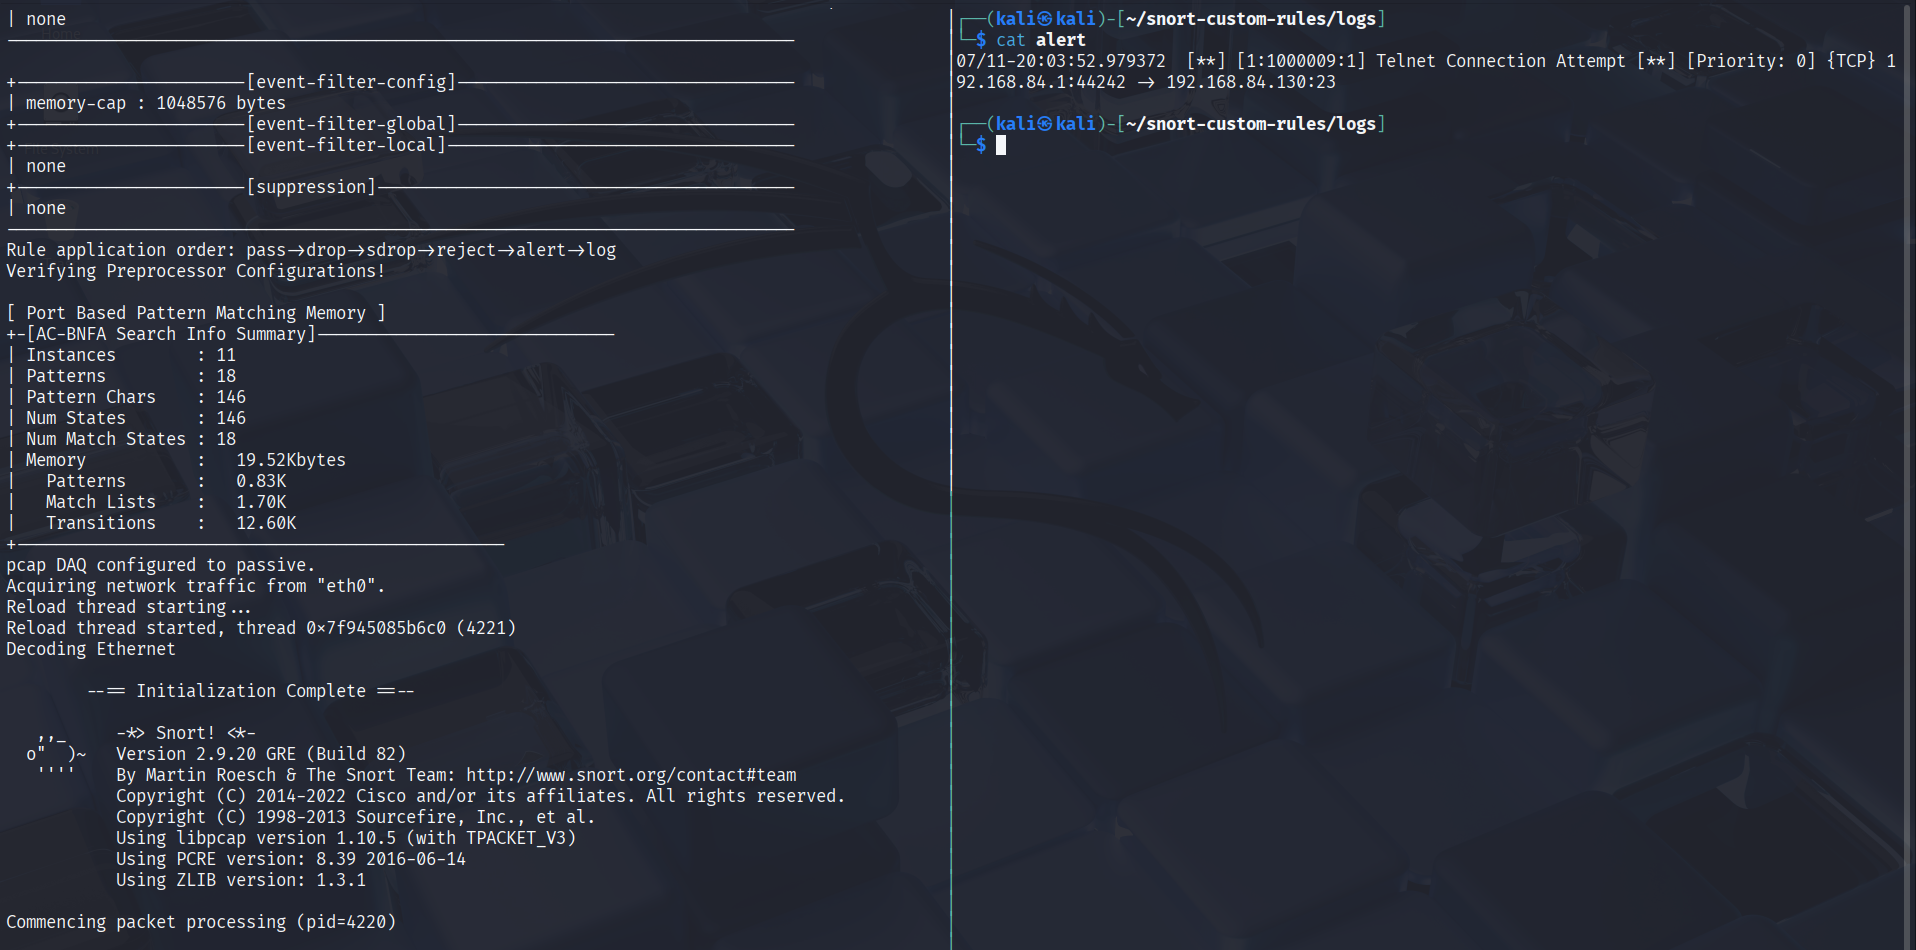 | none
--------------------------------------------------------------------------------
+-----------------------[event-filter-config]----------------------------------
| memory-cap : 1048576 bytes
+-----------------------[event-filter-global]----------------------------------
+-----------------------[event-filter-local]-----------------------------------
| none
+-----------------------[suppression]------------------------------------------
| none
-------------------------------------------------------------------------------
Rule application order: pass->drop->sdrop->reject->alert->log
Verifying Preprocessor Configurations!
[ Port Based Pattern Matching Memory ]
+-[AC-BNFA Search Info Summary]------------------------------
| Instances        : 11
| Patterns         : 18
| Pattern Chars    : 146
| Num States       : 146
| Num Match States : 18
| Memory           :   19.52Kbytes
|   Patterns       :   0.83K
|   Match Lists    :   1.70K
|   Transitions    :   12.60K
+-------------------------------------------------
pcap DAQ configured to passive.
Acquiring network traffic from "eth0".
Reload thread starting...
Reload thread started, thread 0x7f945085b6c0 (4221)
Decoding Ethernet
--== Initialization Complete ==--
,,_     -*> Snort! <*-
o"  )~   Version 2.9.20 GRE (Build 82)
''''    By Martin Roesch & The Snort Team: http://www.snort.org/contact#team
Copyright (C) 2014-2022 Cisco and/or its affiliates. All rights reserved.
Copyright (C) 1998-2013 Sourcefire, Inc., et al.
Using libpcap version 1.10.5 (with TPACKET_V3)
Using PCRE version: 8.39 2016-06-14
Using ZLIB version: 1.3.1
Commencing packet processing (pid=4220)
┌──(kali㉿kali)-[~/snort-custom-rules/logs]
└─$ cat alert
07/11-20:03:52.979372  [**] [1:1000009:1] Telnet Connection Attempt [**] [Priority: 0] {TCP} 1
92.168.84.1:44242 -> 192.168.84.130:23
┌──(kali㉿kali)-[~/snort-custom-rules/logs]
└─$